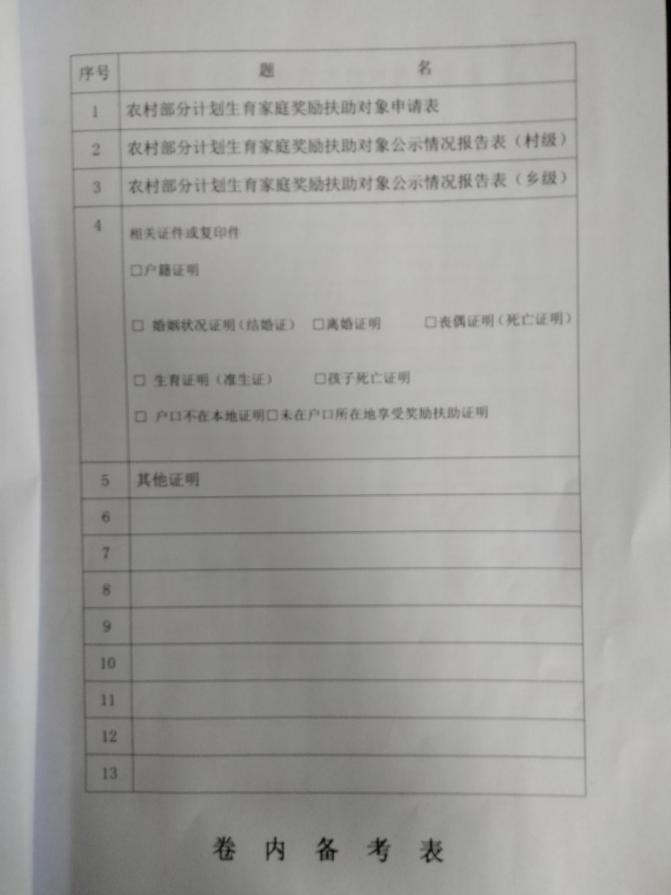 序号 题 名
1 农村部分计划生育家庭奖励扶助对象申请表
2 农村部分计划生育家庭奖励扶助对象公示情况报告表（村级）
3 农村部分计划生育家庭奖励扶助对象公示情况报告表（乡级）
4 相关证件或复印件
□户籍证明
□ 婚姻状况证明（结婚证） □离婚证明 □丧偶证明（死亡证明）
□ 生育证明（准生证） □孩子死亡证明
□ 户口不在本地证明□未在户口所在地享受奖励扶助证明
5 其他证明
6
7
8
9
10
11
12
13
卷内备考表